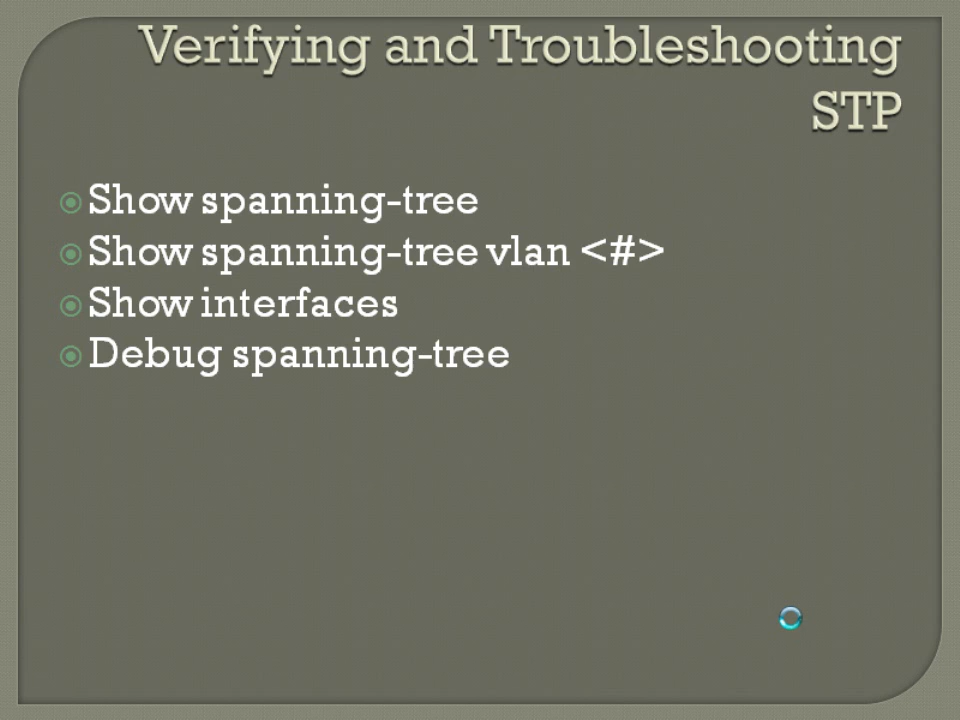 Verifying and Troubleshooting
STP
Show spanning-tree
Show spanning-tree vlan <#>
Show interfaces
Debug spanning-tree